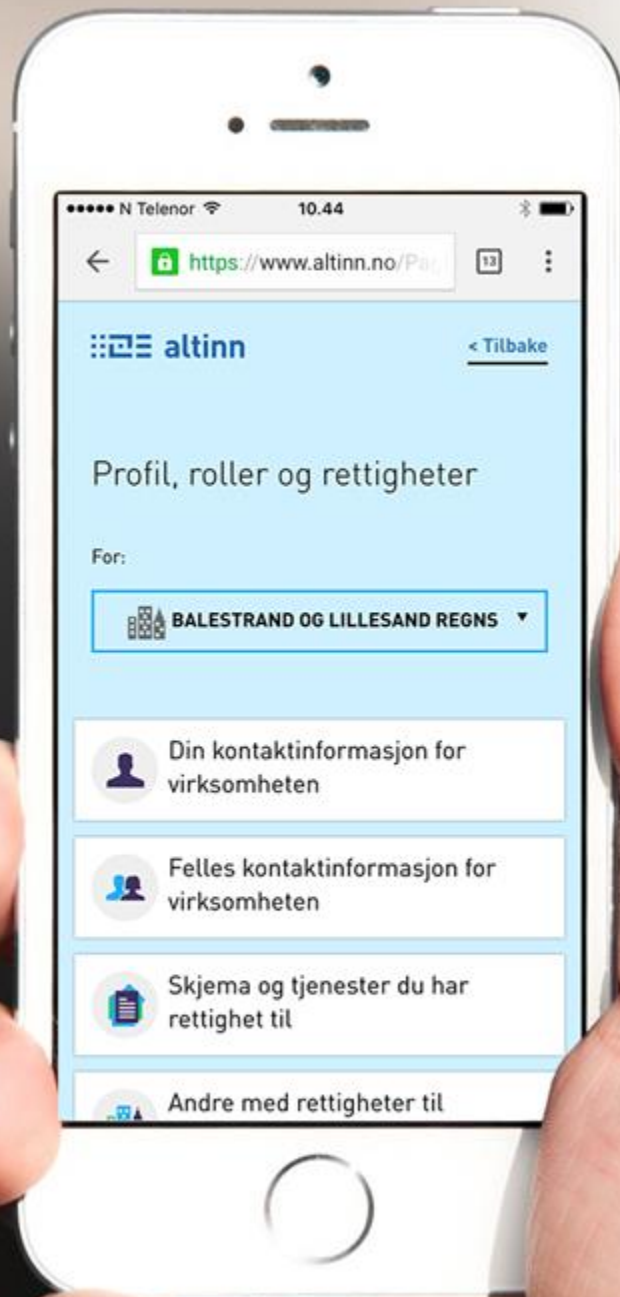 N Telenor 10.44
https://www.altinn.no/Pa
13
altinn
< Tilbake
Profil, roller og rettigheter
For:
BALESTRAND OG LILLESAND REGNS
Din kontaktinformasjon for
virksomheten
Felles kontaktinformasjon for
virksomheten
Skjema og tjenester du har
rettighet til
Andre med rettigheter til